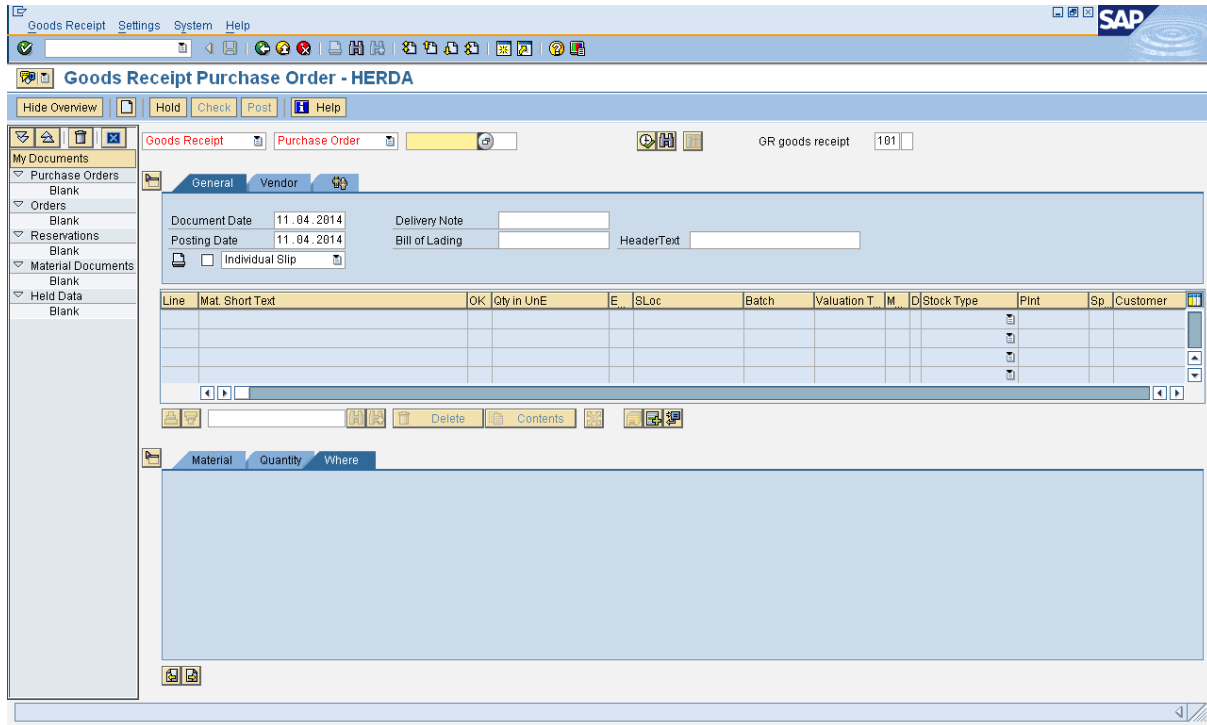 Goods Receipt Settings System Help
SAP
Goods Receipt Purchase Order - HERDA
Hide Overview Hold Check Post Help
Goods Receipt Purchase Order GR goods receipt 101
My Documents
Purchase Orders
Blank
Orders
Blank
Reservations
Blank
Material Documents
Blank
Held Data
Blank
General Vendor
Document Date 11.04.2014 Delivery Note
Posting Date 11.04.2014 Bill of Lading HeaderText
Individual Slip
Line Mat. Short Text OK Qty in UnE E... SLoc Batch Valuation T... M... D Stock Type Plnt Sp... Customer
Delete Contents
Material Quantity Where